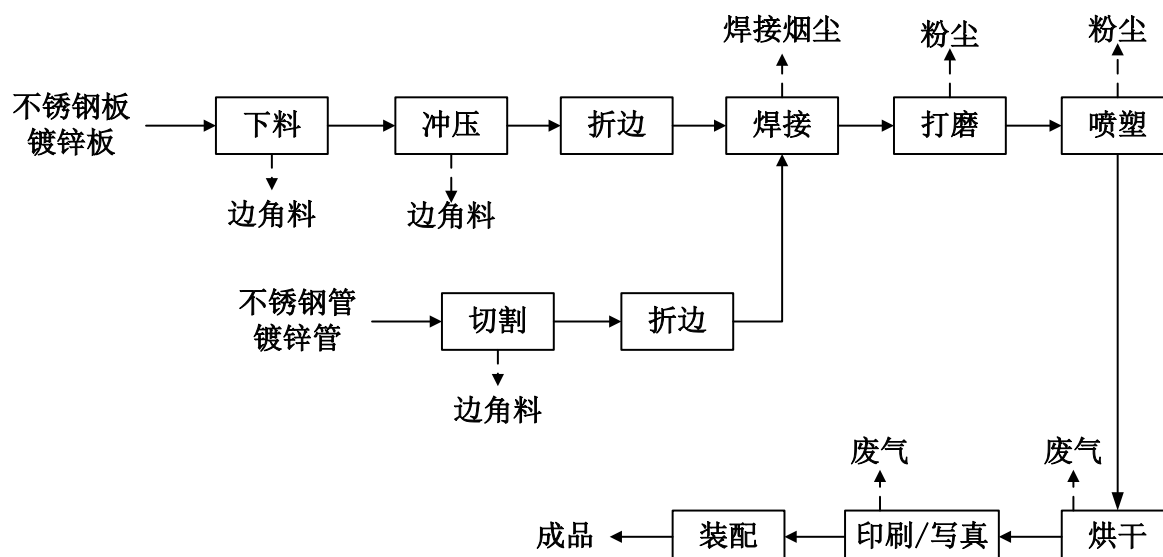 焊接烟尘
粉尘
粉尘
不锈钢板
镀锌板
下料
冲压
折边
焊接
打磨
喷塑
边角料
边角料
不锈钢管
镀锌管
切割
折边
边角料
废气
废气
成品
装配
印刷/写真
烘干